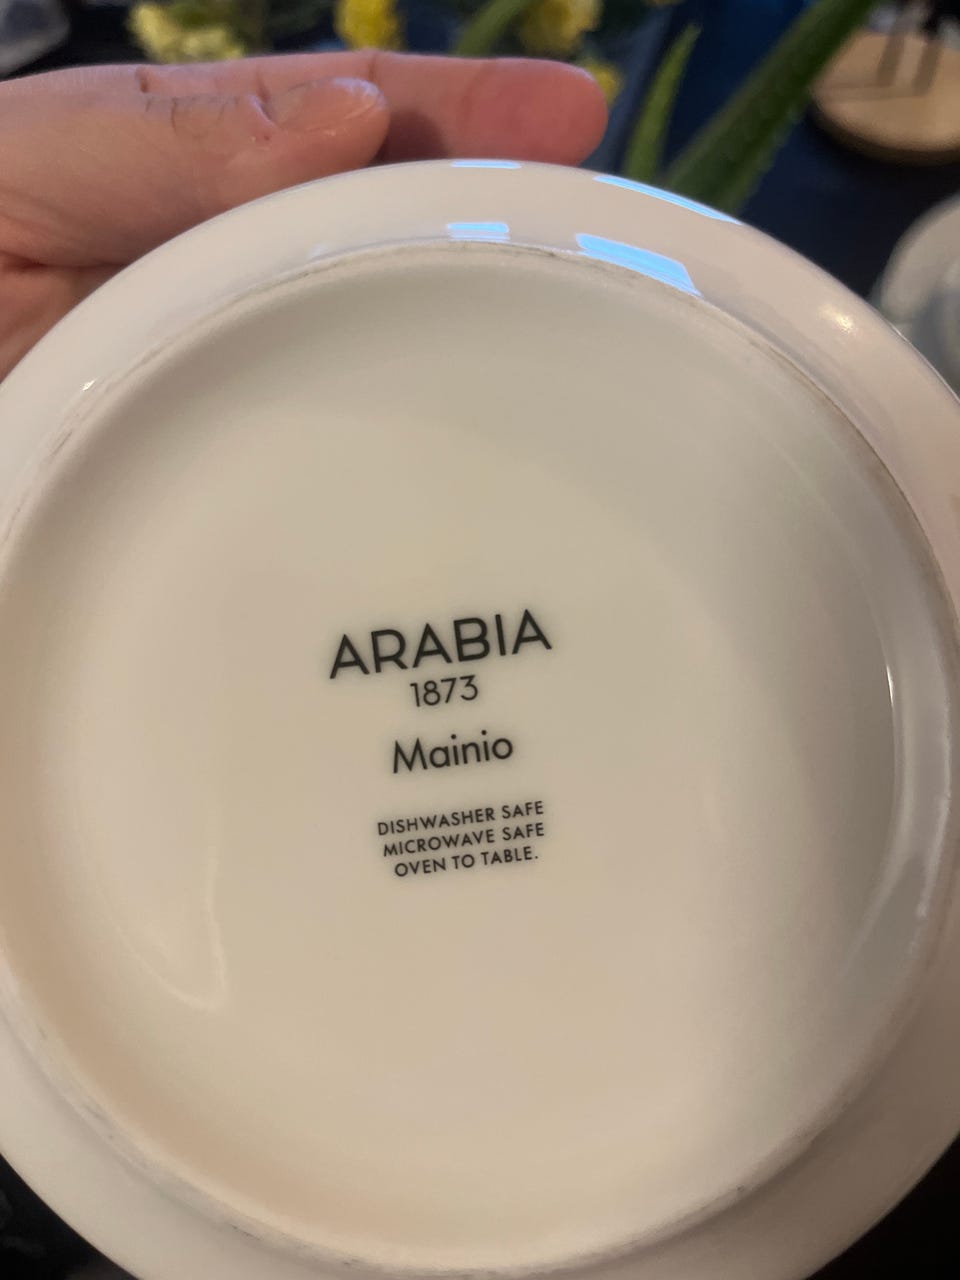 ARABIA
1873
Mainio
DISHWASHER SAFE
MICROWAVE SAFE
OVEN TO TABLE.